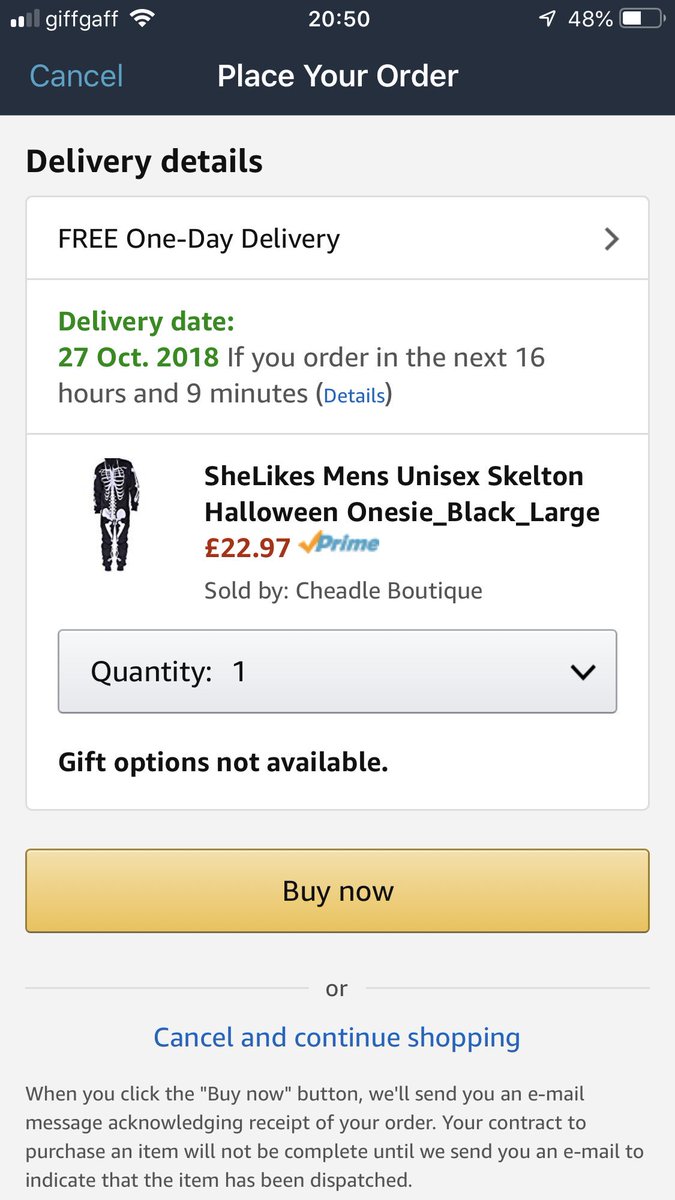 giffgaff 20:50 48%
Cancel Place Your Order
Delivery details
FREE One-Day Delivery
Delivery date:
27 Oct. 2018 If you order in the next 16
hours and 9 minutes (Details)
SheLikes Mens Unisex Skelton
Halloween Onesie_Black_Large
£22.97 Prime
Sold by: Cheadle Boutique
Quantity: 1
Gift options not available.
Buy now
or
Cancel and continue shopping
When you click the "Buy now" button, we'll send you an e-mail
message acknowledging receipt of your order. Your contract to
purchase an item will not be complete until we send you an e-mail to
indicate that the item has been dispatched.